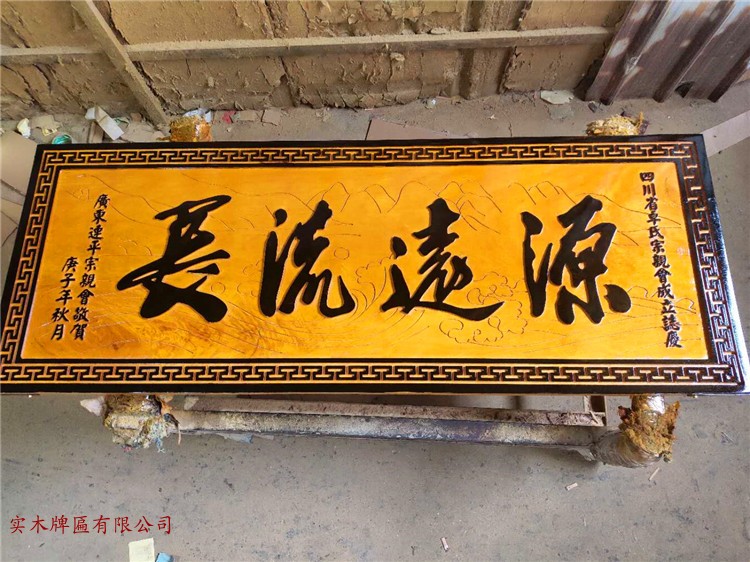 四川省卓氏宗親會成立誌慶
源遠流長
廣東連平宗親會敬賀
庚子年秋月
实木牌匾有限公司